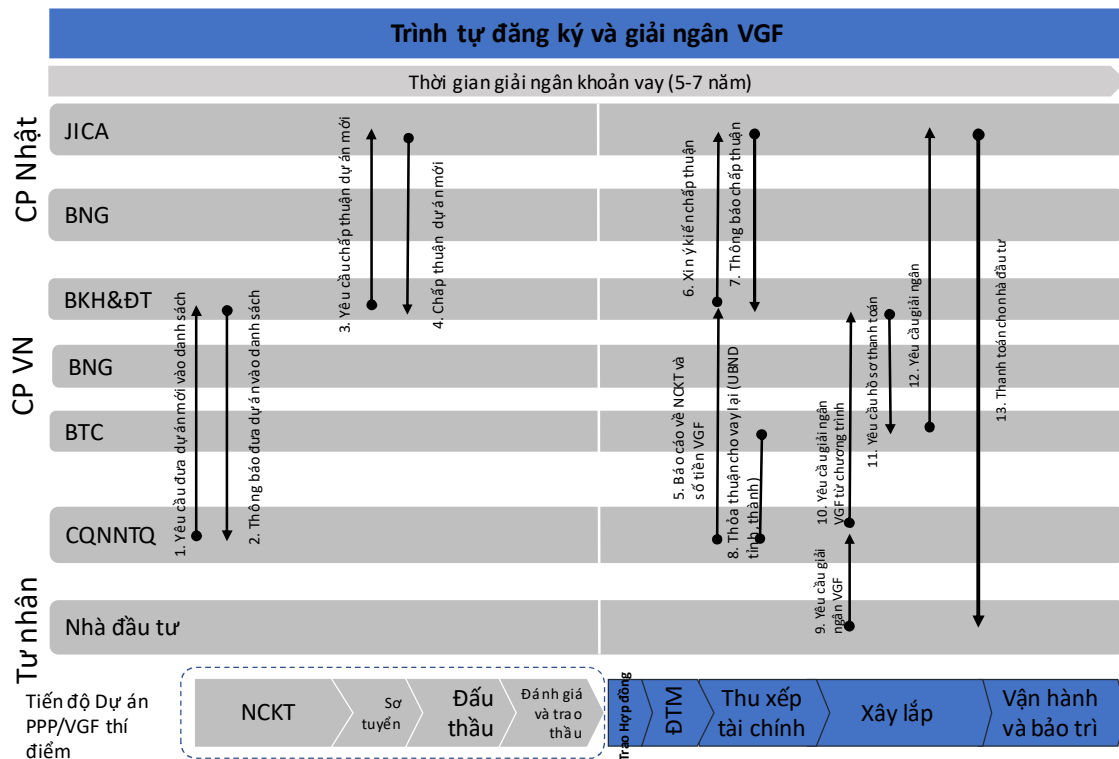 Trình tự đăng ký và giải ngân VGF
Thời gian giải ngân khoản vay (5-7 năm)
CP Nhật
JICA
BNG
CP VN
BKH&ĐT
BNG
BTC
CQNNTQ
Tư nhân
Nhà đầu tư
1. Yêu cầu đưa dự án mới vào danh sách
2. Thông báo đưa dự án vào danh sách
3. Yêu cầu chấp thuận dự án mới
4. Chấp thuận dự án mới
5. Báo cáo về NCKT và
số tiền VGF
6. Xin ý kiến chấp thuận
7. Thông báo chấp thuận
8. Thỏa thuận cho vay lại (UBND
tỉnh, thành)
9. Yêu cầu giải
ngân VGF
10. Yêu cầu giải ngân
VGF từ chương trình
11. Yêu cầu hồ sơ thanh toán
12. Yêu cầu giải ngân
13. Thanh toán cho nhà đầu tư
Tiến độ Dự án
PPP/VGF thí
điểm
NCKT
Sơ
tuyển
Đấu
thầu
Đánh giá
và trao
thầu
Trao Hợp đồng
ĐTM
Thu xếp
tài chính
Xây lắp
Vận hành
và bảo trì